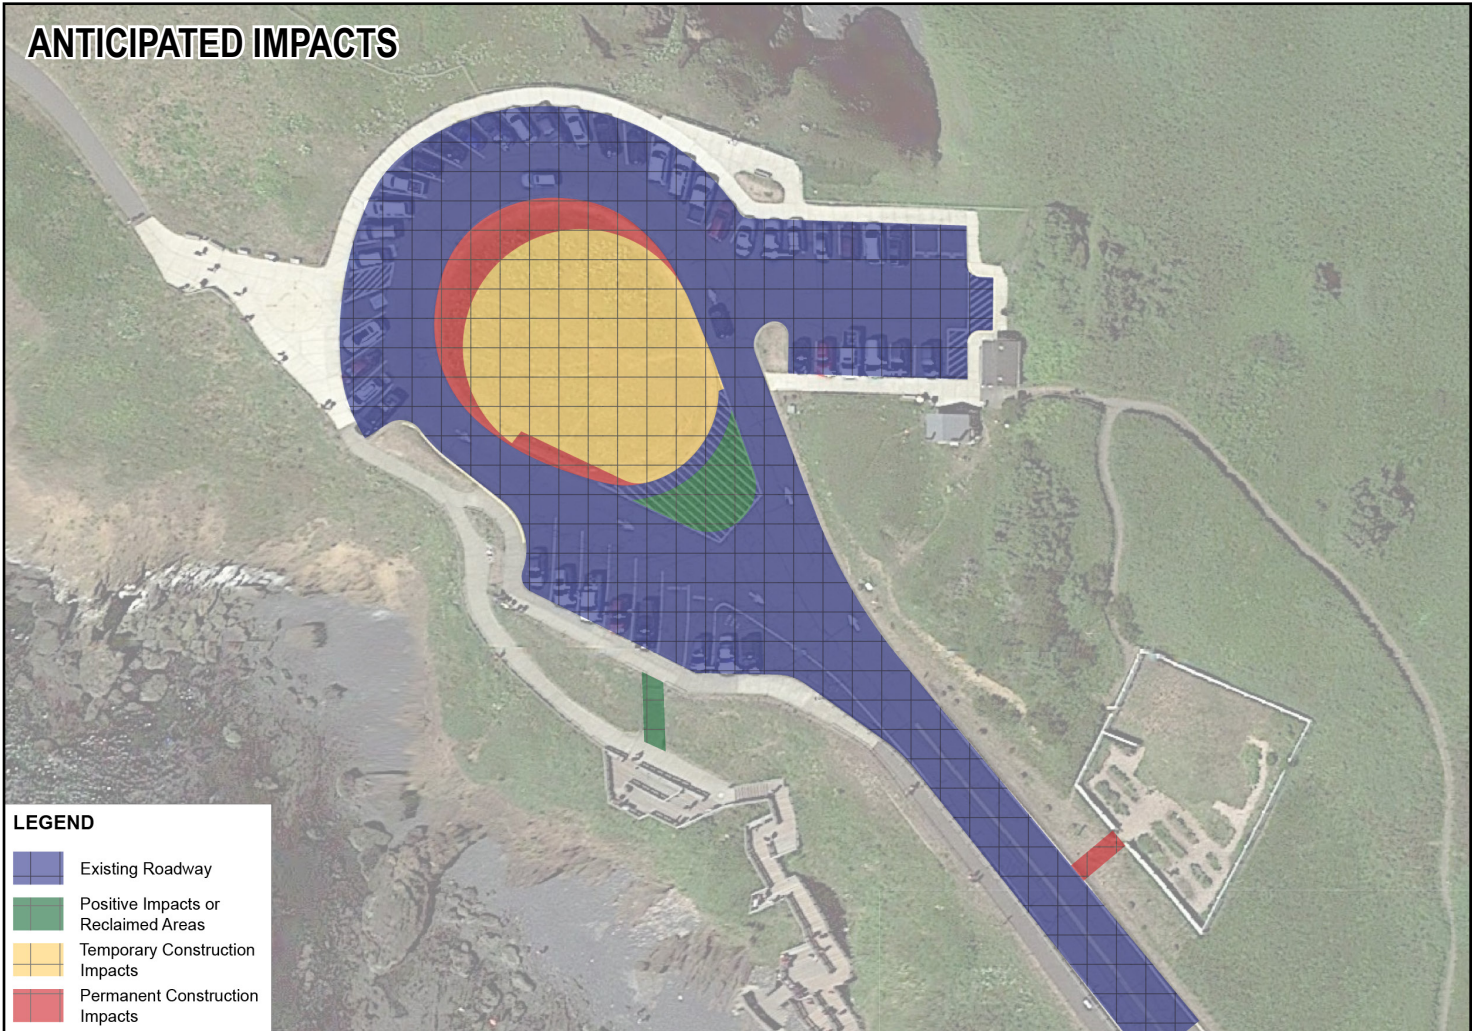 ANTICIPATED IMPACTS
LEGEND
Existing Roadway
Positive Impacts or
Reclaimed Areas
Temporary Construction
Impacts
Permanent Construction
Impacts